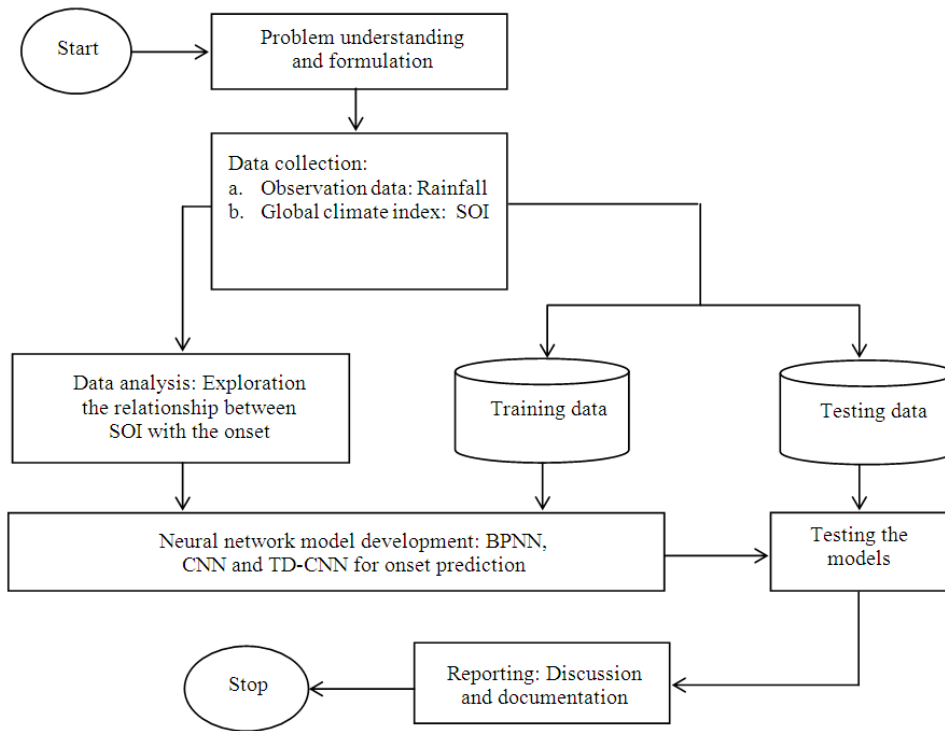 Start
Problem understanding
and formulation
Data collection:
a. Observation data: Rainfall
b. Global climate index: SOI
Data analysis: Exploration
the relationship between
SOI with the onset
Training data
Testing data
Neural network model development: BPNN,
CNN and TD-CNN for onset prediction
Testing the
models
Reporting: Discussion
and documentation
Stop